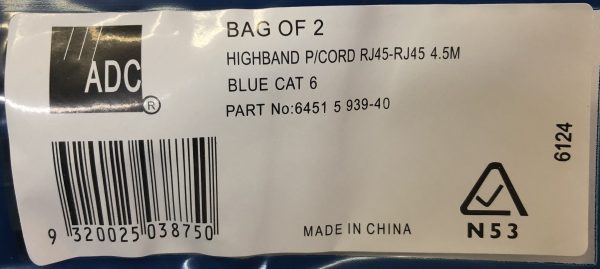 ADC®
BAG OF 2
HIGHBAND P/CORD RJ45-RJ45 4.5M
BLUE CAT 6
PART No:6451 5 939-40
9 320025 038750
MADE IN CHINA
N53
6124